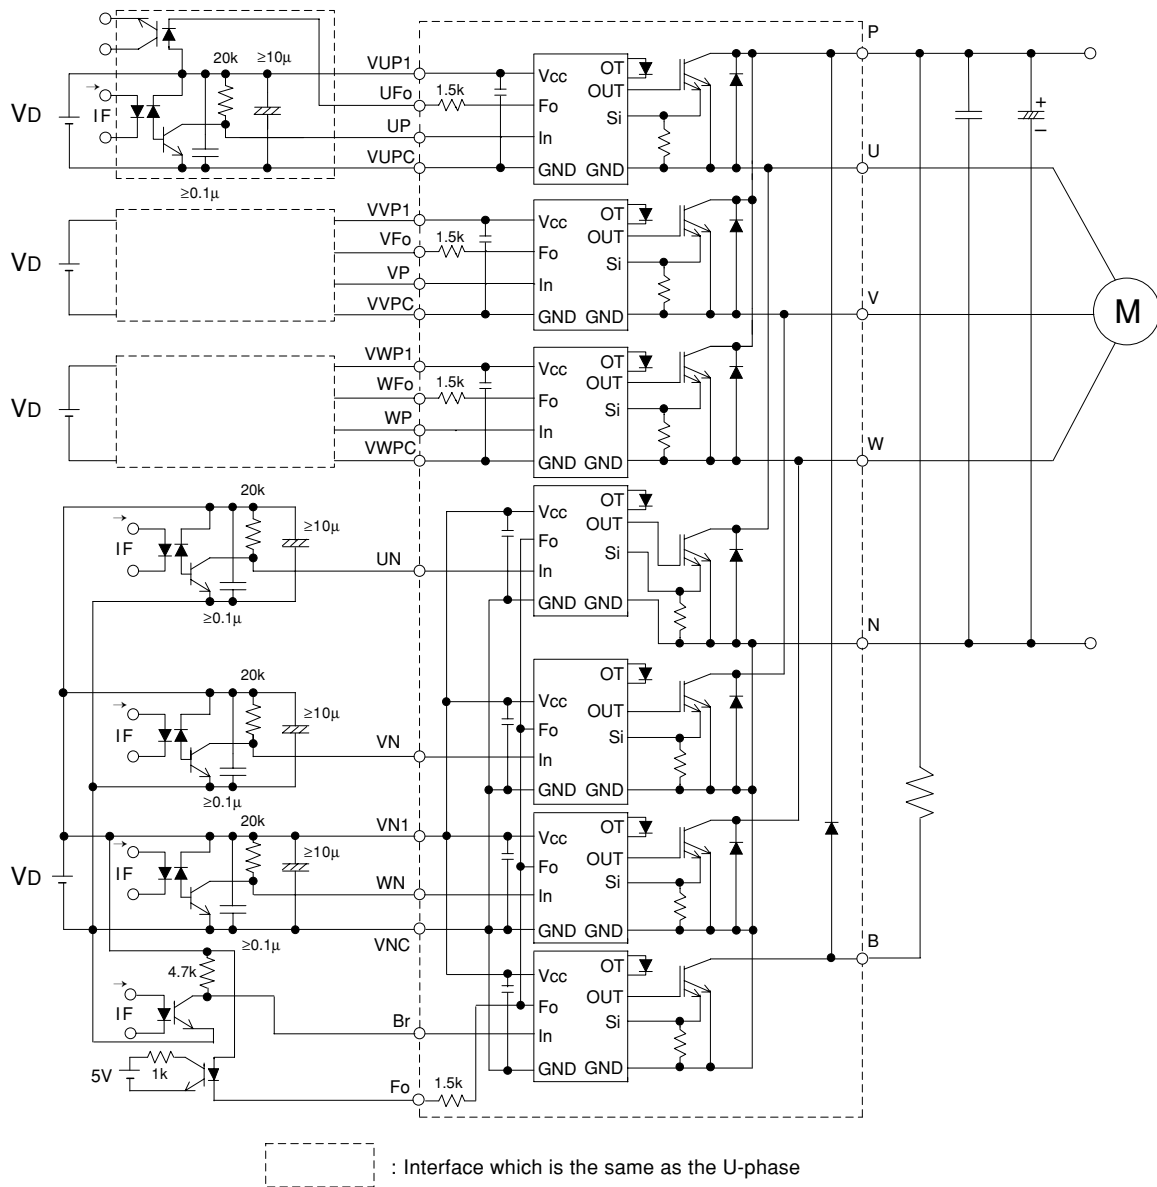 P
20k
≥10µ
VUP1
Vcc
OT
UFo
1.5k
OUT
+
VD
IF
Fo
Si
–
UP
In
VUPC
GND
GND
U
≥0.1µ
VVP1
Vcc
OT
VFo
1.5k
OUT
VD
Fo
Si
VP
In
VVPC
GND
GND
V
M
VWP1
Vcc
OT
WFo
1.5k
OUT
VD
Fo
Si
WP
In
VWPC
GND
GND
W
20k
≥10µ
IF
Vcc
OT
OUT
Fo
Si
UN
In
≥0.1µ
GND
GND
N
20k
≥10µ
IF
Vcc
OT
OUT
Fo
Si
VN
In
≥0.1µ
GND
GND
20k
≥10µ
VN1
Vcc
OT
VD
IF
Fo
OUT
WN
In
Si
≥0.1µ
VNC
GND
GND
B
4.7k
Vcc
OT
IF
Fo
OUT
Br
In
Si
5V
1k
GND
GND
Fo
1.5k
: Interface which is the same as the U-phase